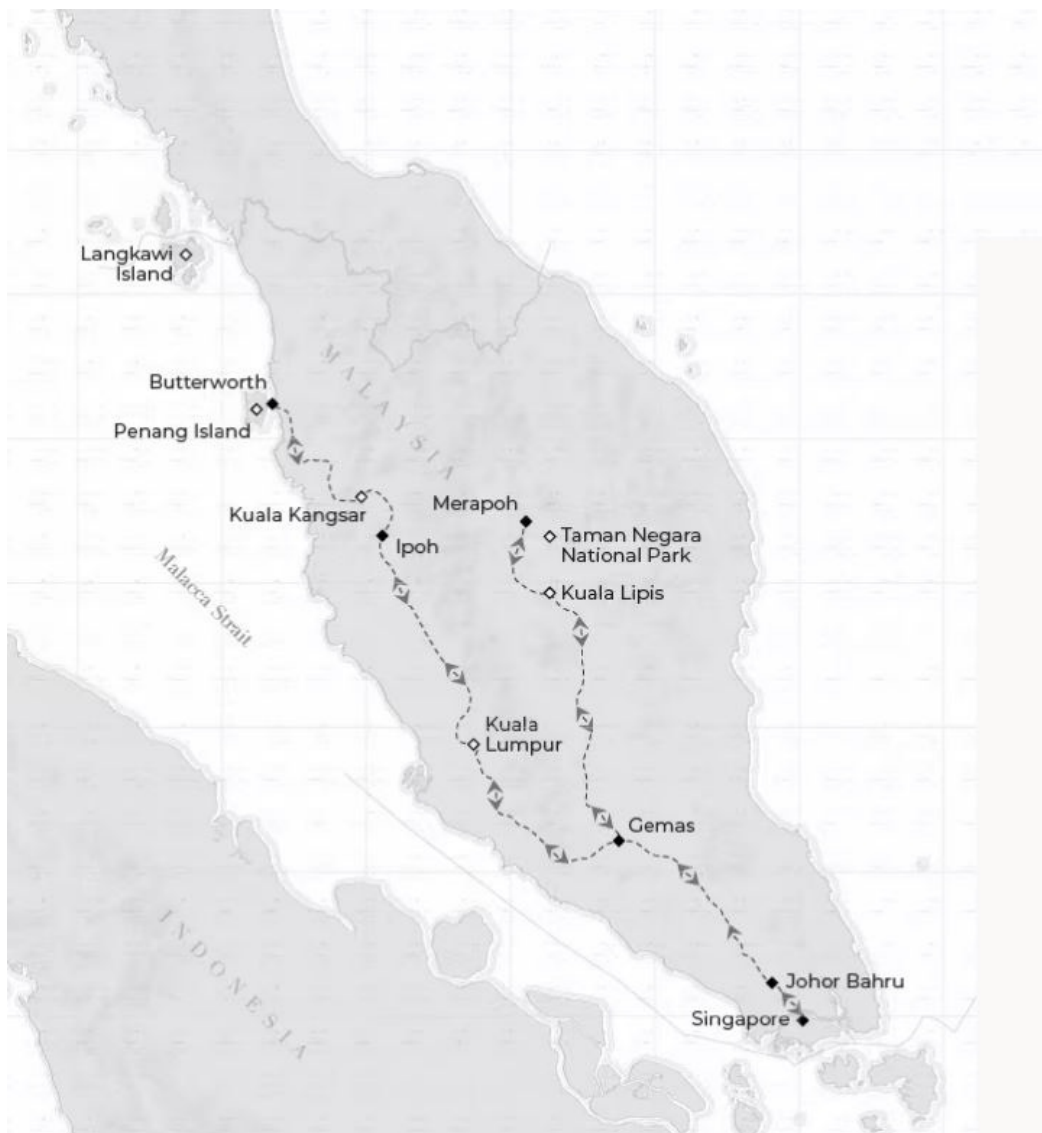 Langkawi
Island
Butterworth
Penang Island
MALAYSIA
Kuala Kangsar
Ipoh
Merapoh
Taman Negara
National Park
Kuala Lipis
Malacca Strait
Kuala
Lumpur
Gemas
INDONESIA
Johor Bahru
Singapore